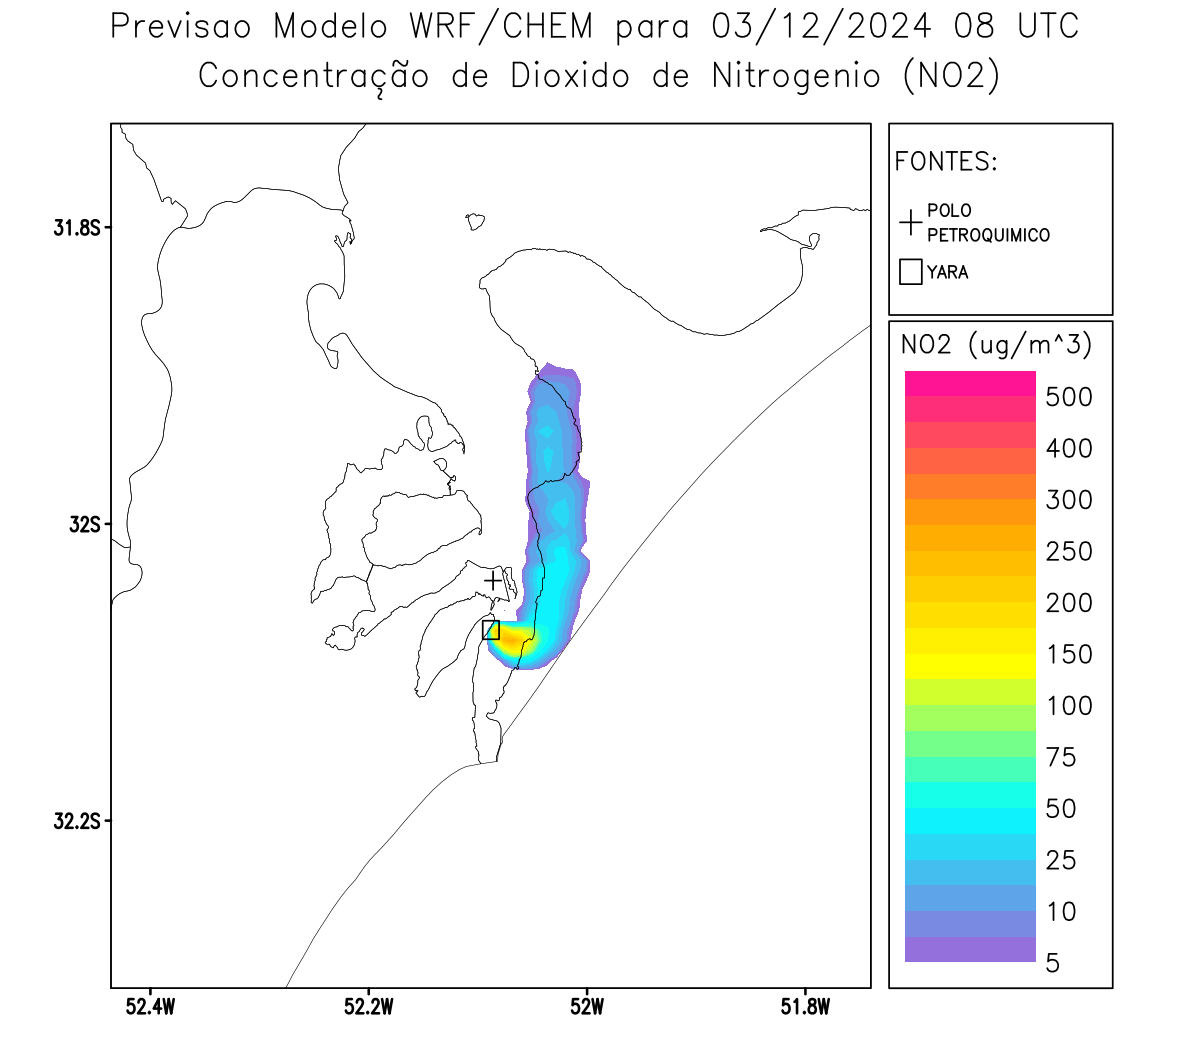 Previsao Modelo WRF/CHEM para 03/12/2024 08 UTC
Concentração de Dioxido de Nitrogenio (NO2)
FONTES:
POLO
PETROQUIMICO
YARA
NO2 (ug/m^3)
500
400
300
250
200
150
100
75
50
25
10
5
31.8S
32S
32.2S
52.4W
52.2W
52W
51.8W